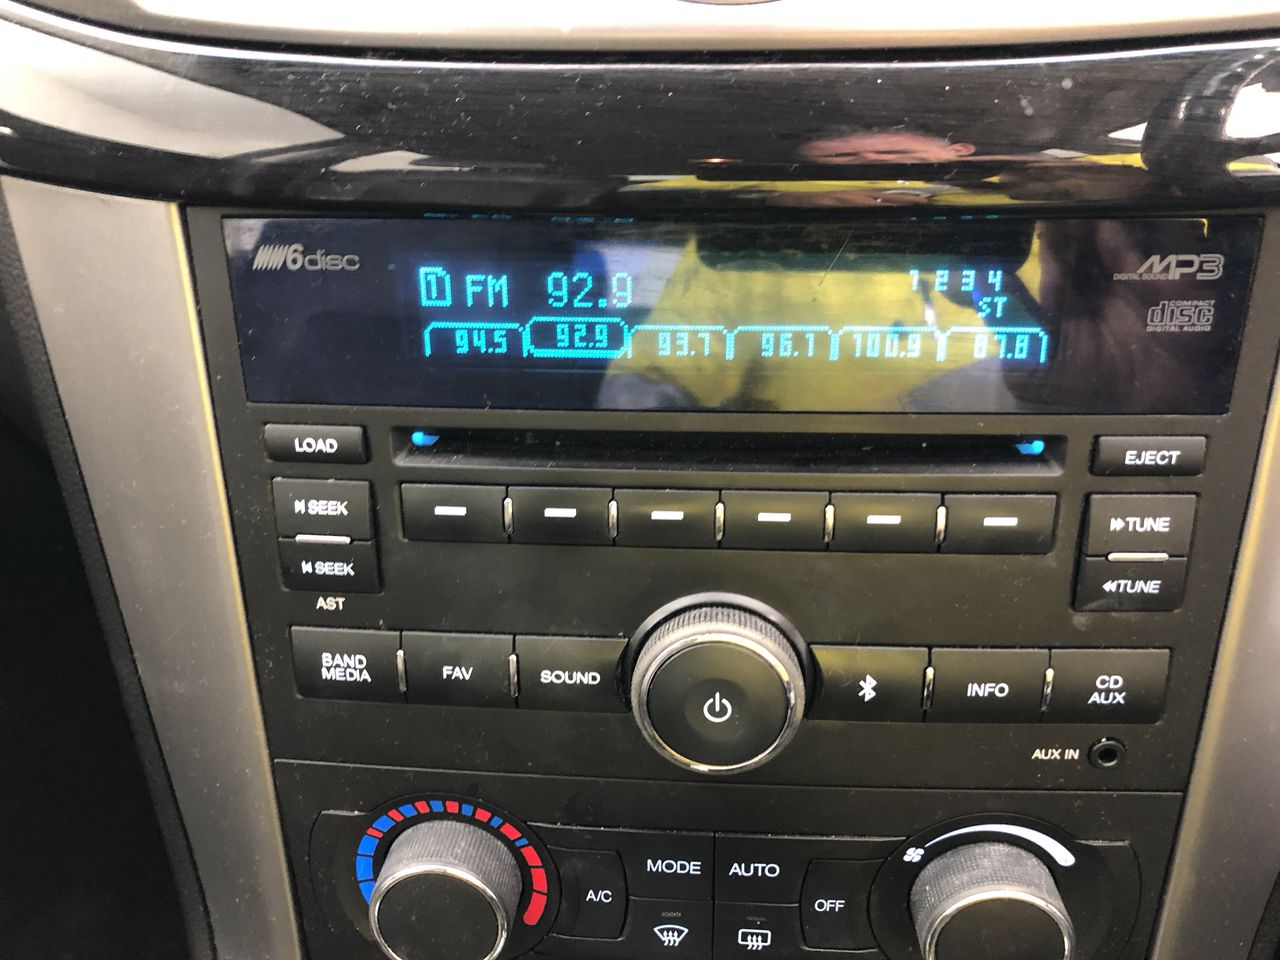 6disc
MP3
DIGITAL SOUND
COMPACT
disc
DIGITAL AUDIO
1 FM 92.9
1 2 3 4
ST
94.5 92.9 93.7 96.1 100.9 87.8
LOAD
EJECT
SEEK
TUNE
SEEK
TUNE
AST
BAND
MEDIA
FAV
SOUND
INFO
CD
AUX
AUX IN
A/C
MODE
AUTO
OFF